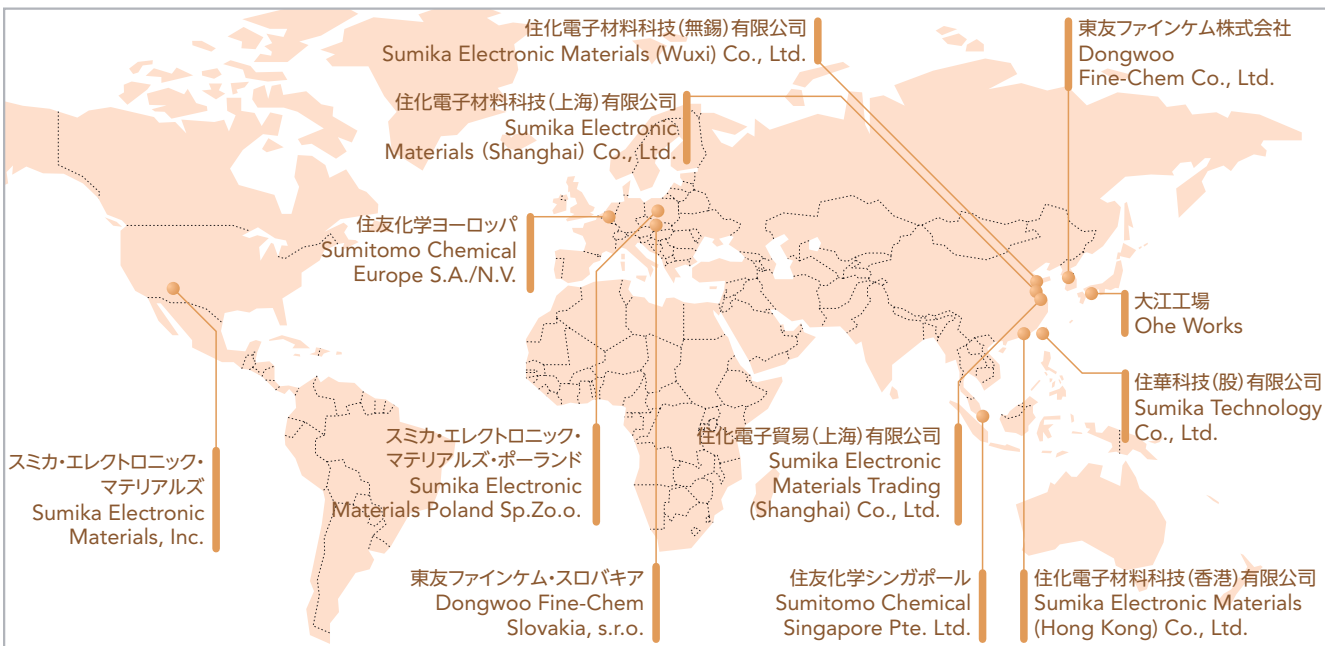 住化電子材料科技（無錫）有限公司
Sumika Electronic Materials (Wuxi) Co., Ltd.
東友ファインケム株式会社
Dongwoo
Fine-Chem Co., Ltd.
住化電子材料科技（上海）有限公司
Sumika Electronic
Materials (Shanghai) Co., Ltd.
住友化学ヨーロッパ
Sumitomo Chemical
Europe S.A./N.V.
大江工場
Ohe Works
住華科技（股）有限公司
Sumika Technology
Co., Ltd.
スミカ・エレクトロニック・
マテリアルズ
Sumika Electronic
Materials, Inc.
スミカ・エレクトロニック・
マテリアルズ・ポーランド
Sumika Electronic
Materials Poland Sp.Zo.o.
住化電子貿易（上海）有限公司
Sumika Electronic
Materials Trading
(Shanghai) Co., Ltd.
東友ファインケム・スロバキア
Dongwoo Fine-Chem
Slovakia, s.r.o.
住友化学シンガポール
Sumitomo Chemical
Singapore Pte. Ltd.
住化電子材料科技（香港）有限公司
Sumika Electronic Materials
(Hong Kong) Co., Ltd.